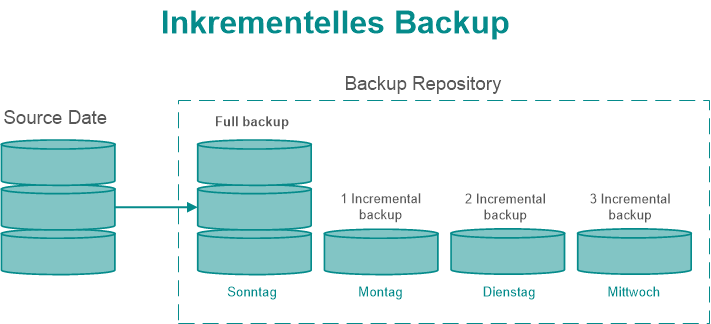 Inkrementelles Backup
Backup Repository
Source Date
Full backup
1 Incremental
backup
2 Incremental
backup
3 Incremental
backup
Sonntag
Montag
Dienstag
Mittwoch